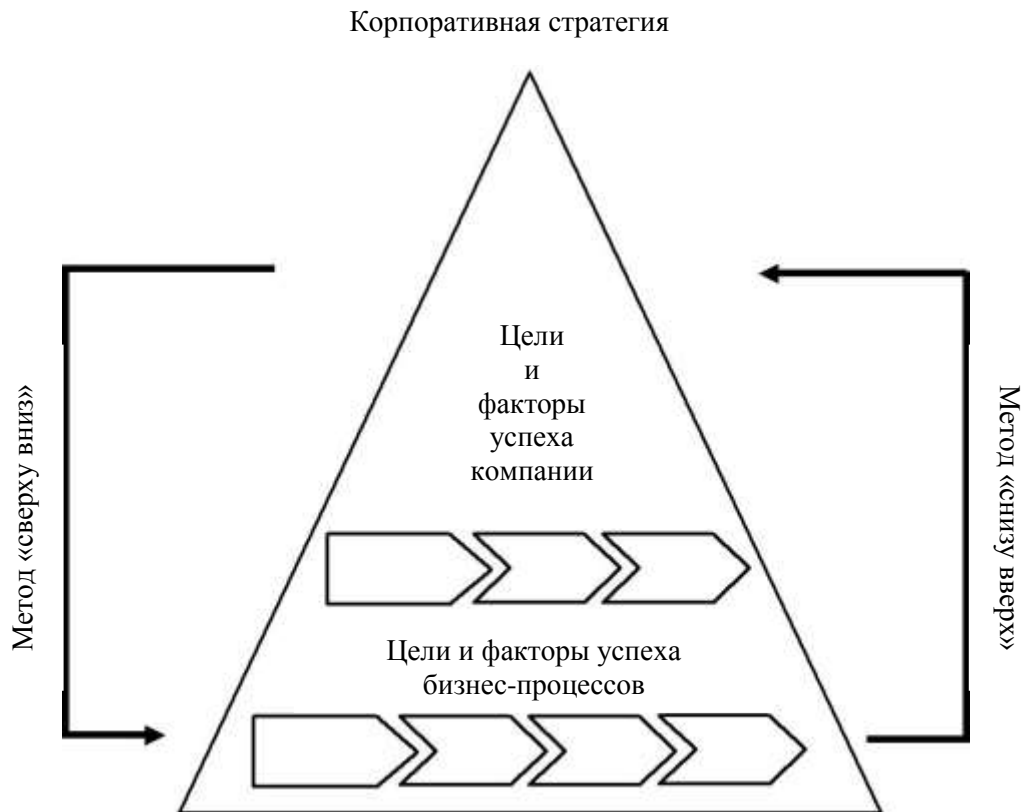 Корпоративная стратегия
Метод «сверху вниз»
Цели
и
факторы
успеха
компании
Метод «снизу вверх»
Цели и факторы успеха
бизнес-процессов